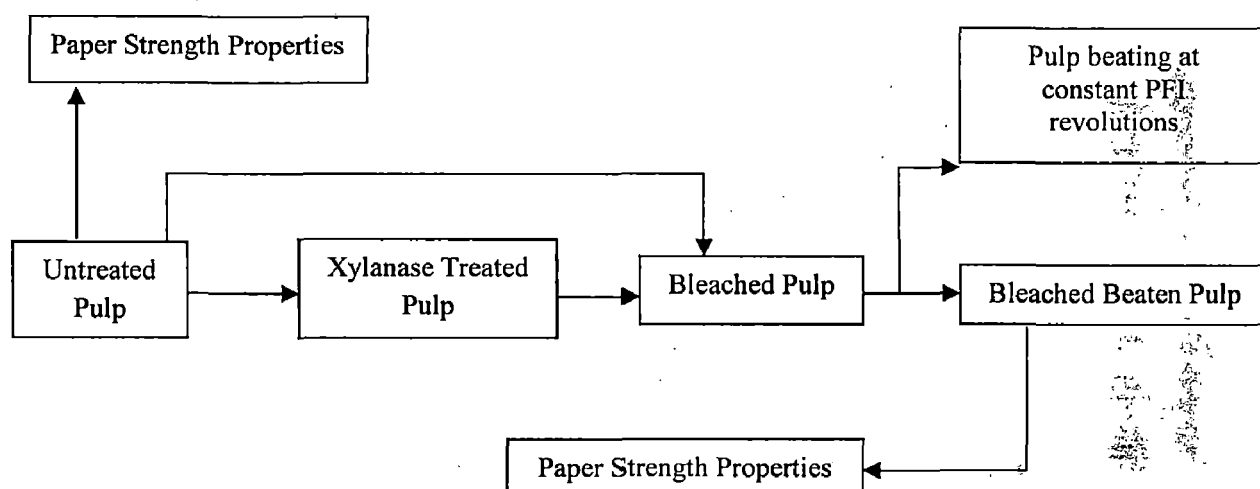 Paper Strength Properties
Pulp beating at
constant PFI
revolutions
Untreated
Pulp
Xylanase Treated
Pulp
Bleached Pulp
Bleached Beaten Pulp
Paper Strength Properties